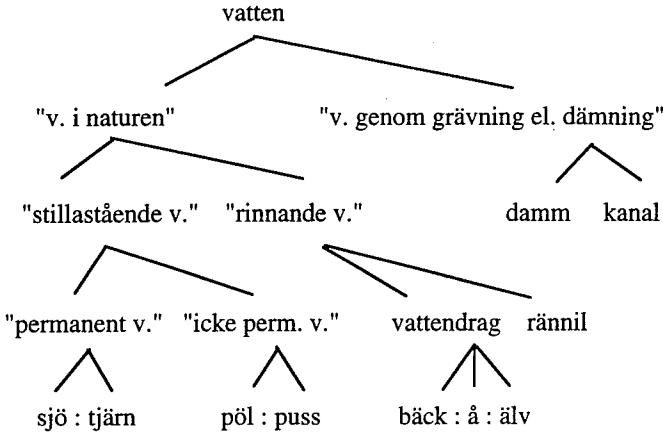 vatten
"v. i naturen" "v. genom grävning el. dämning"
"stillastående v." "rinnande v." damm kanal
"permanent v." "icke perm. v." vattendrag rännil
sjö : tjärn pöl : puss bäck : å : älv